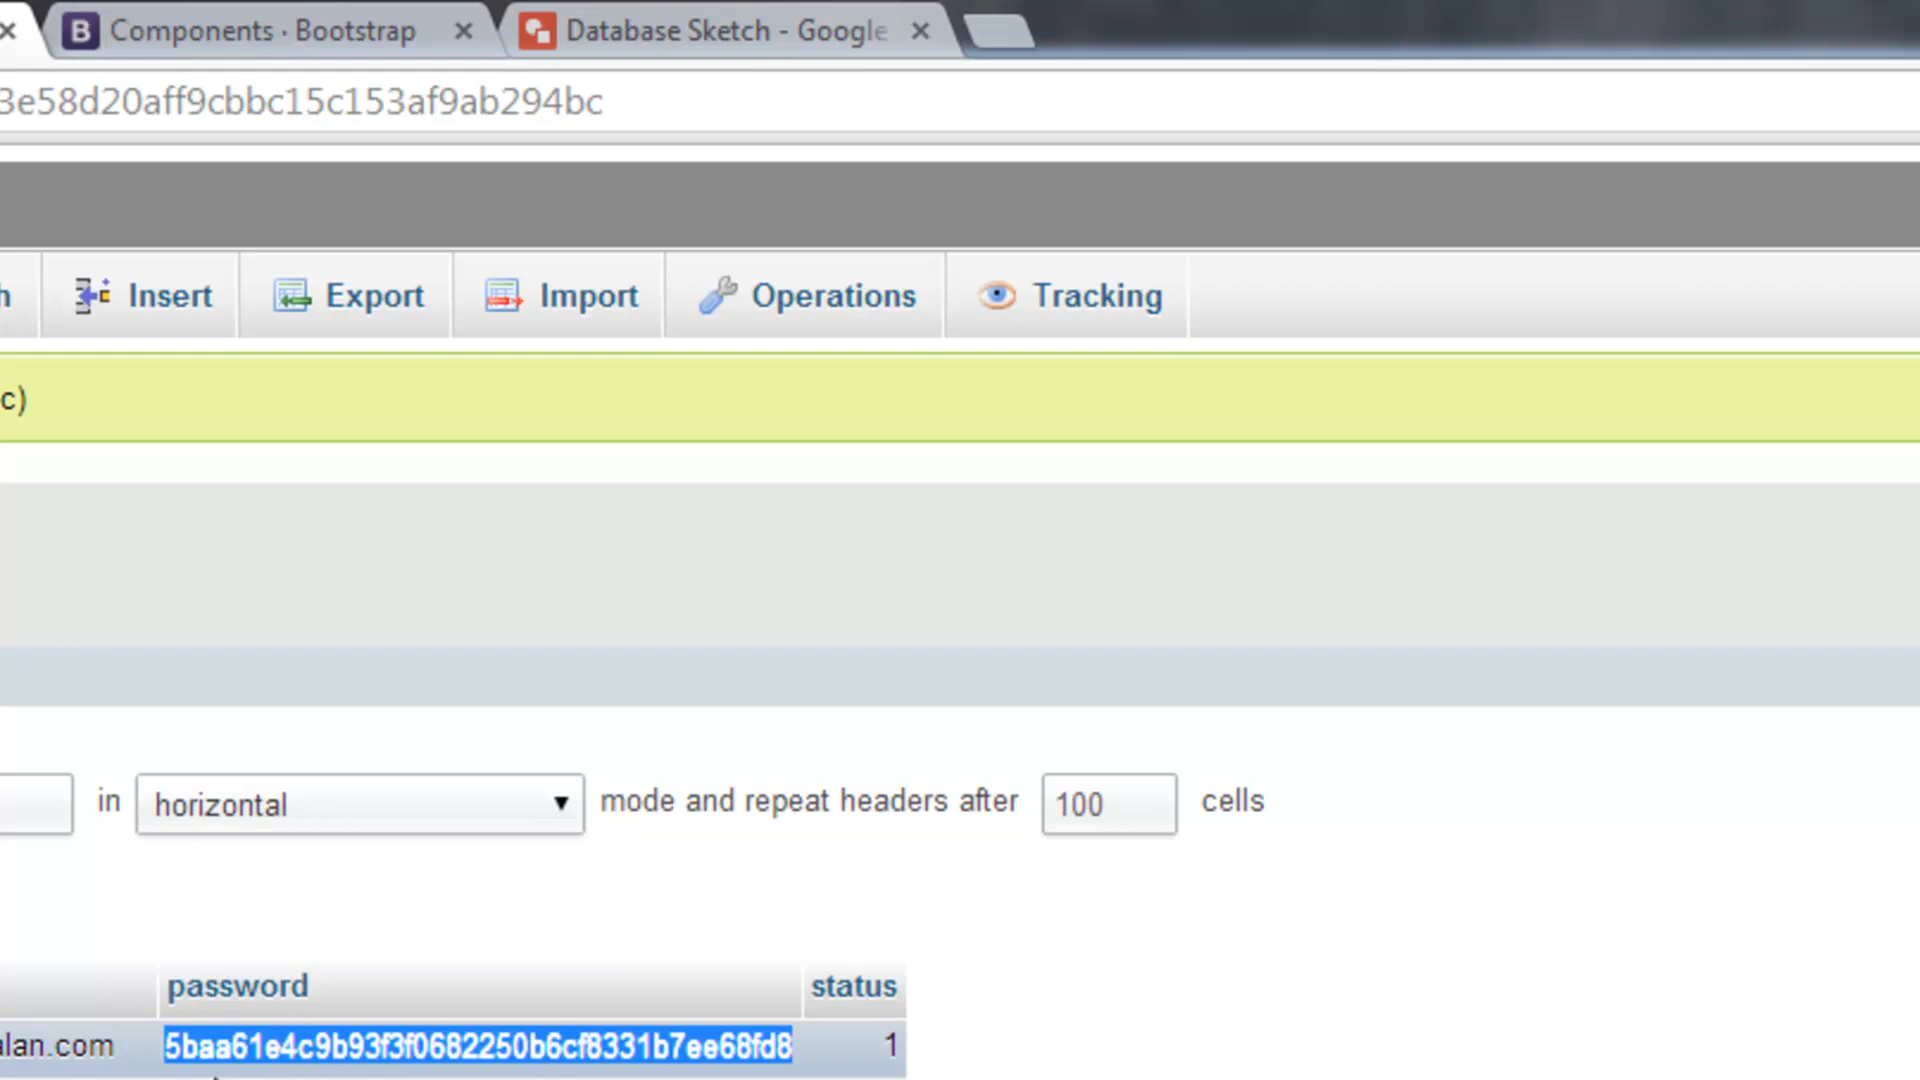 Components · Bootstrap
Database Sketch - Google
3e58d20aff9cbbc15c153af9ab294bc
h
Insert
Export
Import
Operations
Tracking
c)
in horizontal mode and repeat headers after 100 cells
password status
alan.com 5baa61e4c9b93f3f0682250b6cf8331b7ee68fd8 1